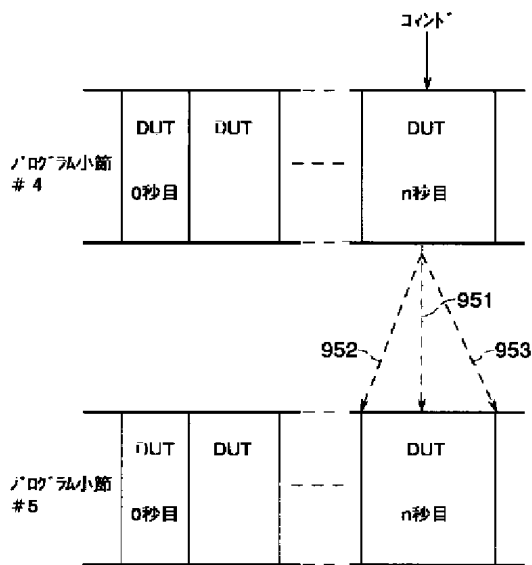 コマンド
DUT DUT DUT
プログラム小節
#4
0秒目 n秒目
951
952 953
DUT DUT DUT
プログラム小節
#5
0秒目 n秒目